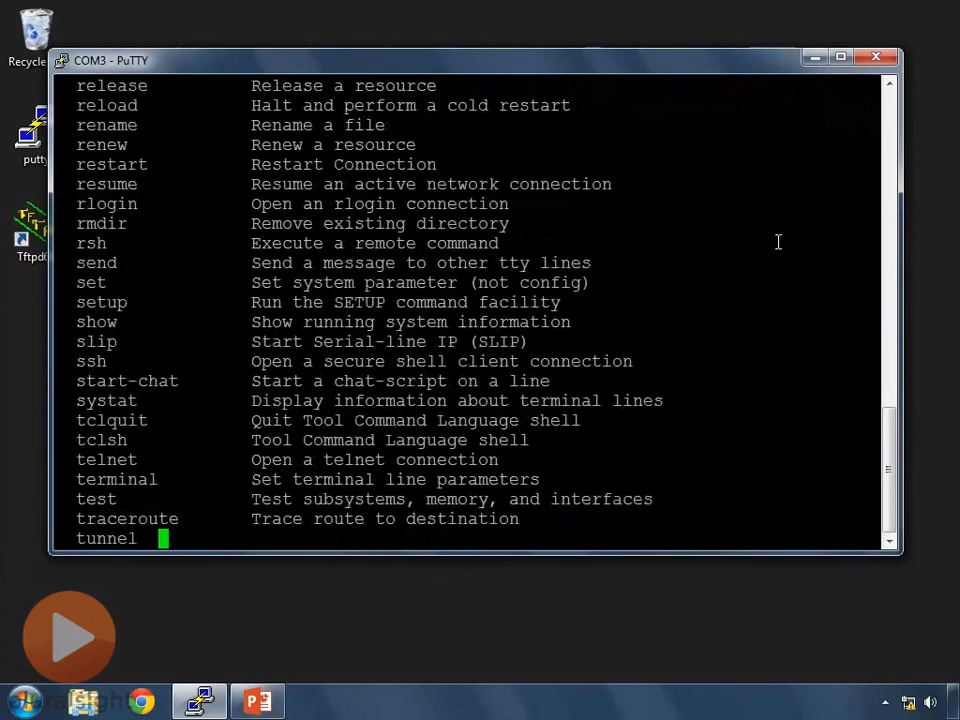 Recycle
COM3 - PuTTY
release Release a resource
reload Halt and perform a cold restart
rename Rename a file
renew Renew a resource
restart Restart Connection
resume Resume an active network connection
rlogin Open an rlogin connection
rmdir Remove existing directory
rsh Execute a remote command
send Send a message to other tty lines
set Set system parameter (not config)
setup Run the SETUP command facility
show Show running system information
slip Start Serial-line IP (SLIP)
ssh Open a secure shell client connection
start-chat Start a chat-script on a line
systat Display information about terminal lines
tclquit Quit Tool Command Language shell
tclsh Tool Command Language shell
telnet Open a telnet connection
terminal Set terminal line parameters
test Test subsystems, memory, and interfaces
traceroute Trace route to destination
tunnel
putty
pluralsight